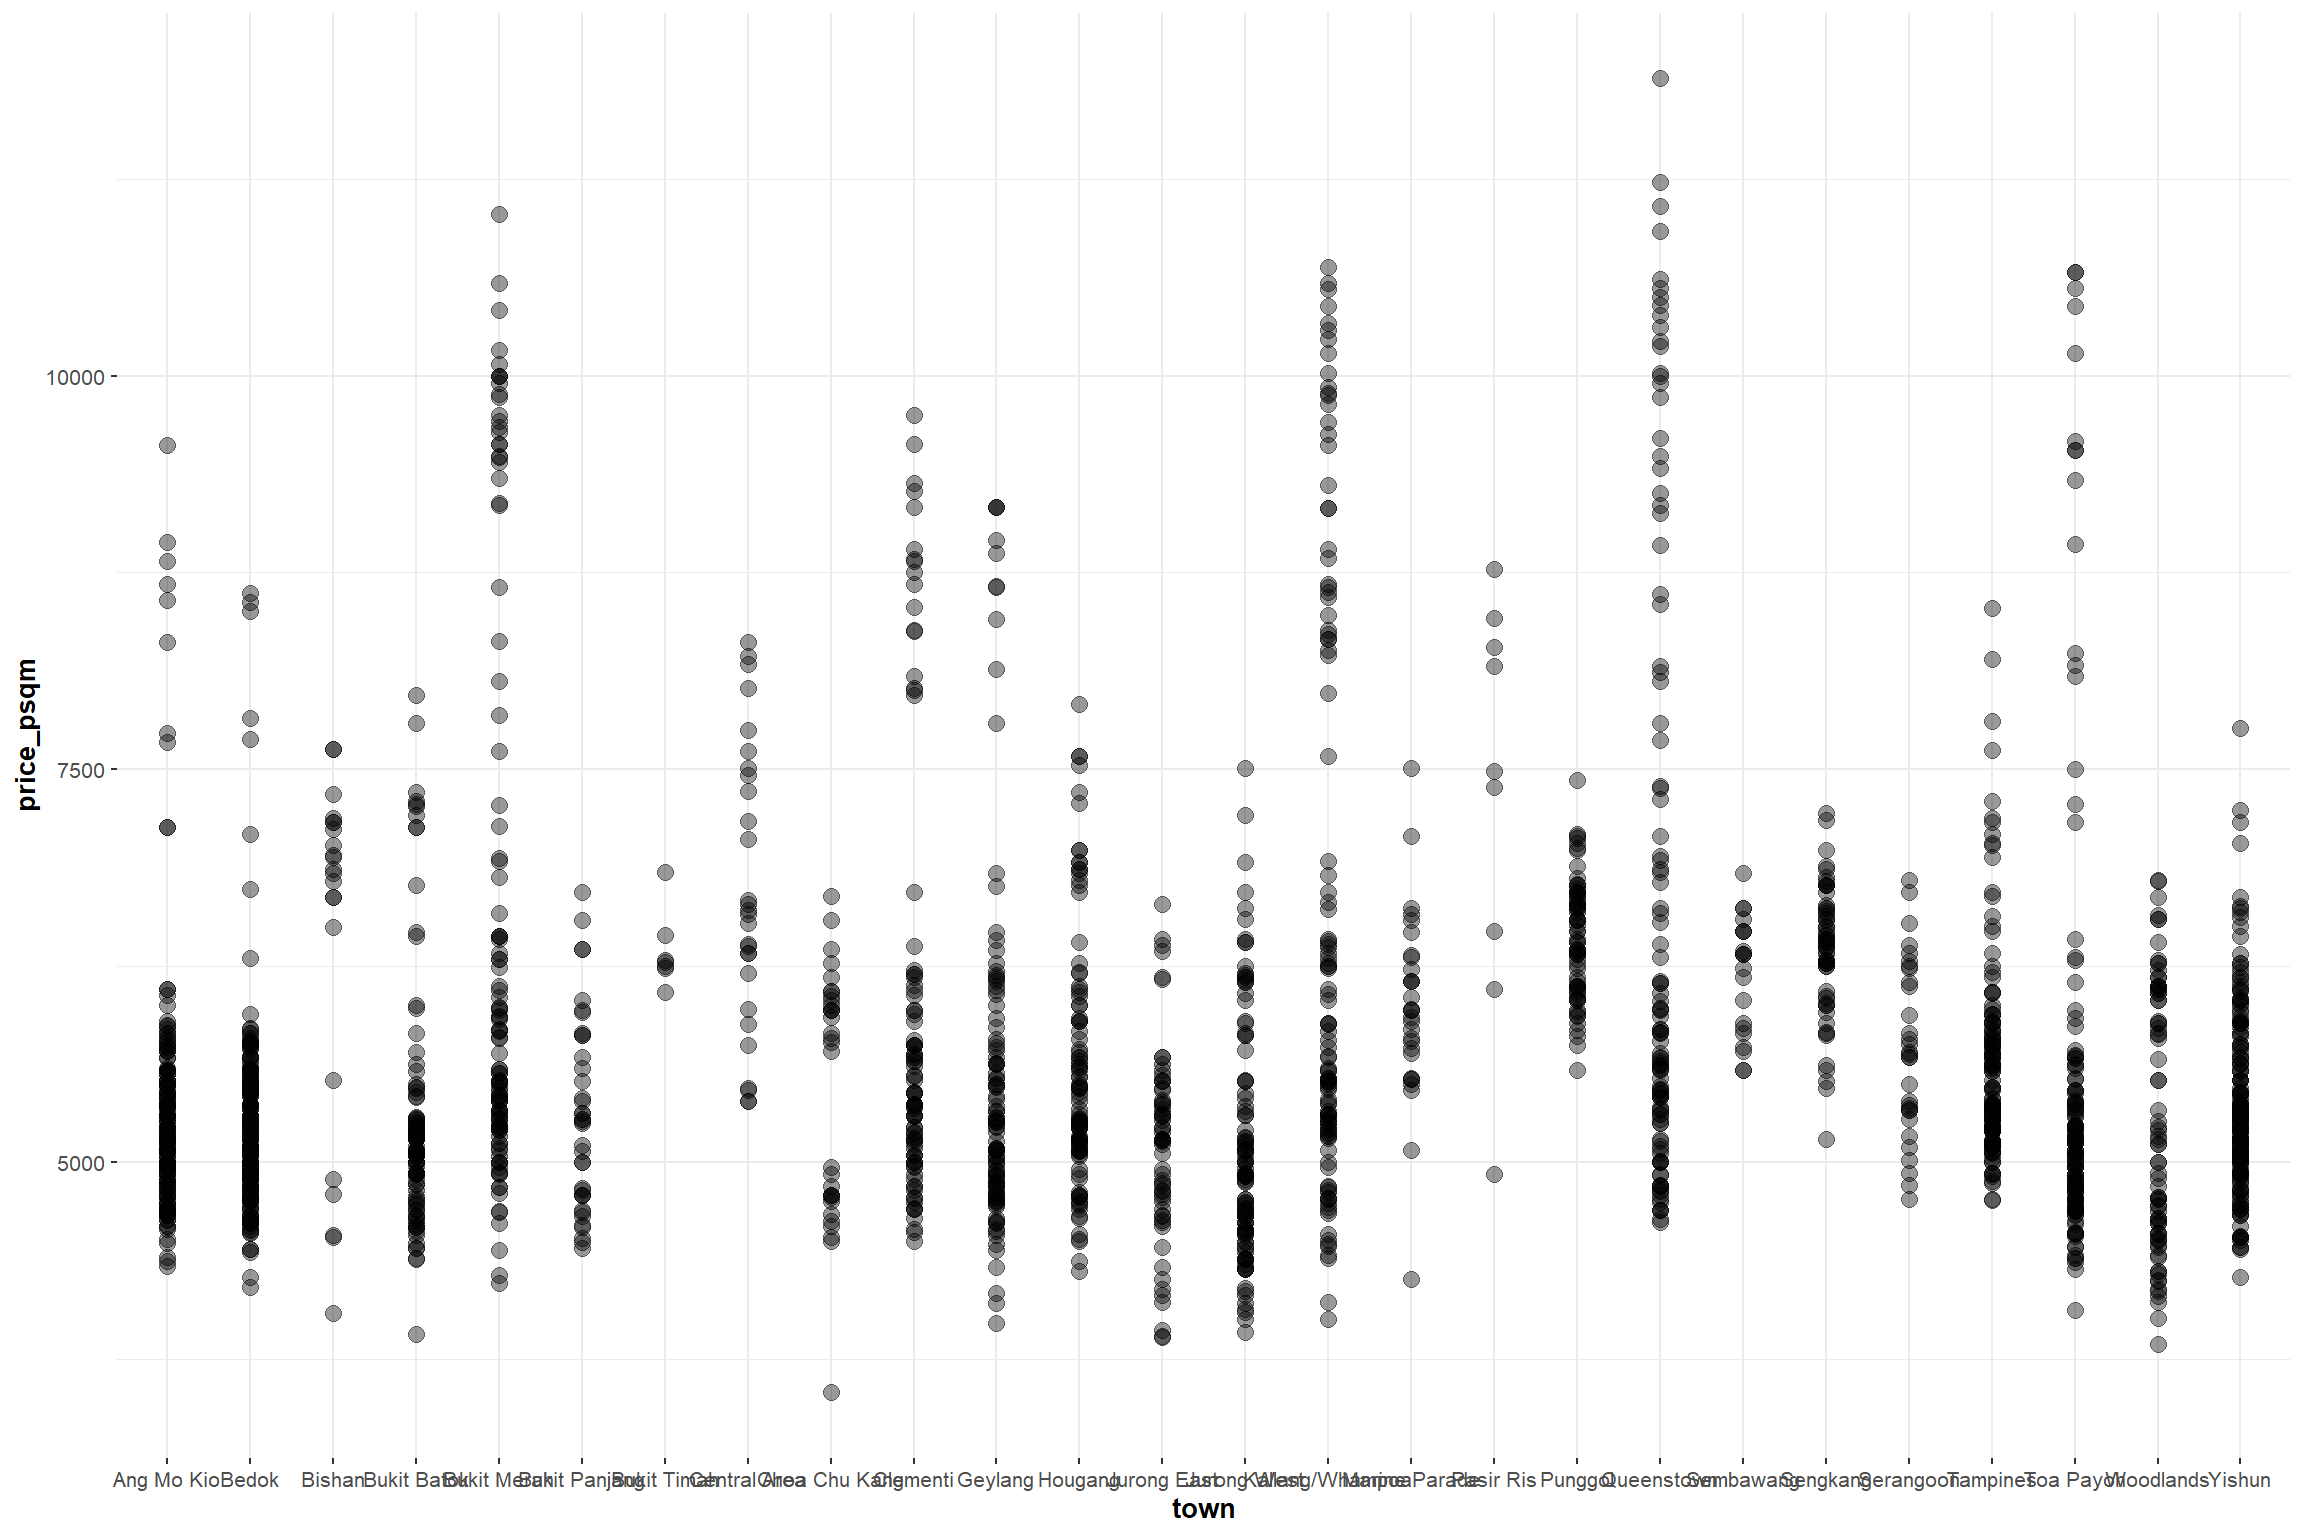 price_psqm
10000
7500
5000
Ang Mo Kio Bedok Bishan Bukit Batok Bukit Merah Bukit Panjang Bukit Timah Central Area Choa Chu Kang Clementi Geylang Hougang Jurong East Jurong West Kallang/Whampoa Marine Parade Pasir Ris Punggol Queenstown Sembawang Sengkang Serangoon Tampines Toa Payoh Woodlands Yishun
town